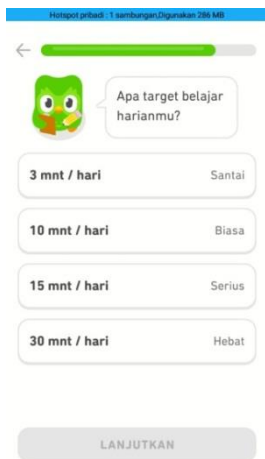 Hotspot pribadi : 1 sambungan,Digunakan 286 MB
Apa target belajar
harianmu?
3 mnt / hari Santai
10 mnt / hari Biasa
15 mnt / hari Serius
30 mnt / hari Hebat
LANJUTKAN